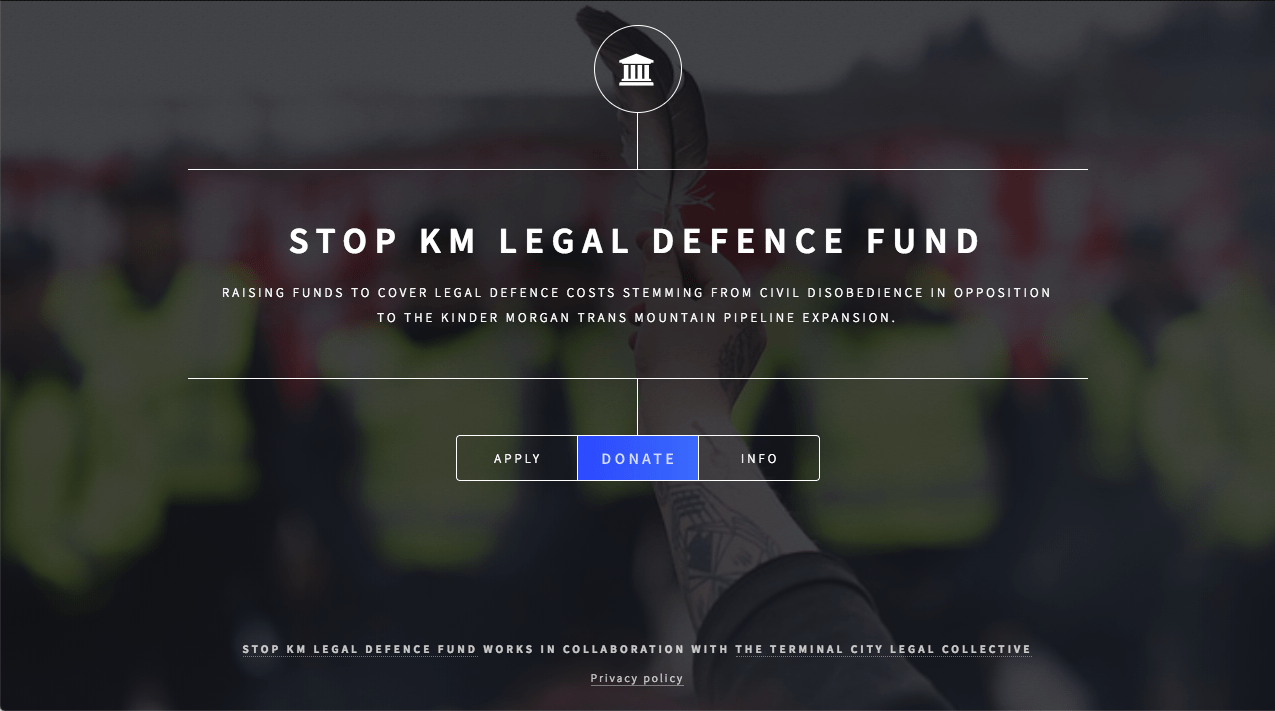 STOP KM LEGAL DEFENCE FUND
RAISING FUNDS TO COVER LEGAL DEFENCE COSTS STEMMING FROM CIVIL DISOBEDIENCE IN OPPOSITION
TO THE KINDER MORGAN TRANS MOUNTAIN PIPELINE EXPANSION.
APPLY DONATE INFO
STOP KM LEGAL DEFENCE FUND WORKS IN COLLABORATION WITH THE TERMINAL CITY LEGAL COLLECTIVE
Privacy policy